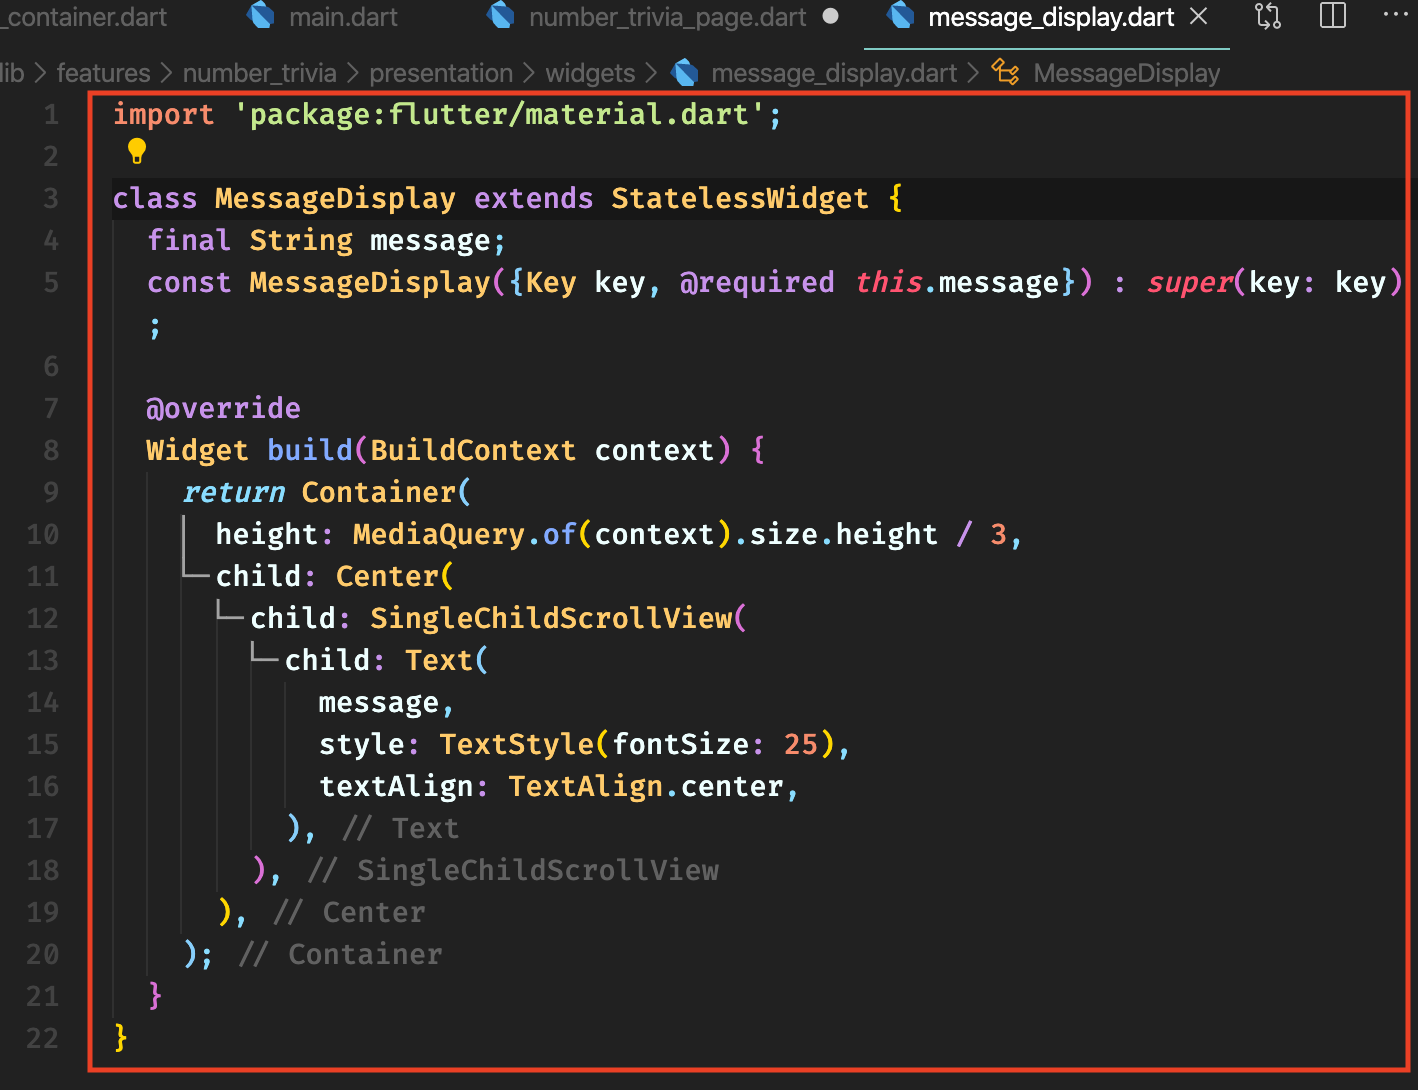 _container.dart main.dart number_trivia_page.dart message_display.dart
lib > features > number_trivia > presentation > widgets > message_display.dart > MessageDisplay
1 import 'package:flutter/material.dart';
2
3 class MessageDisplay extends StatelessWidget {
4 final String message;
5 const MessageDisplay({Key key, @required this.message}) : super(key: key)
;
6
7 @override
8 Widget build(BuildContext context) {
9 return Container(
10 height: MediaQuery.of(context).size.height / 3,
11 child: Center(
12 child: SingleChildScrollView(
13 child: Text(
14 message,
15 style: TextStyle(fontSize: 25),
16 textAlign: TextAlign.center,
17 ), // Text
18 ), // SingleChildScrollView
19 ), // Center
20 ); // Container
21 }
22 }